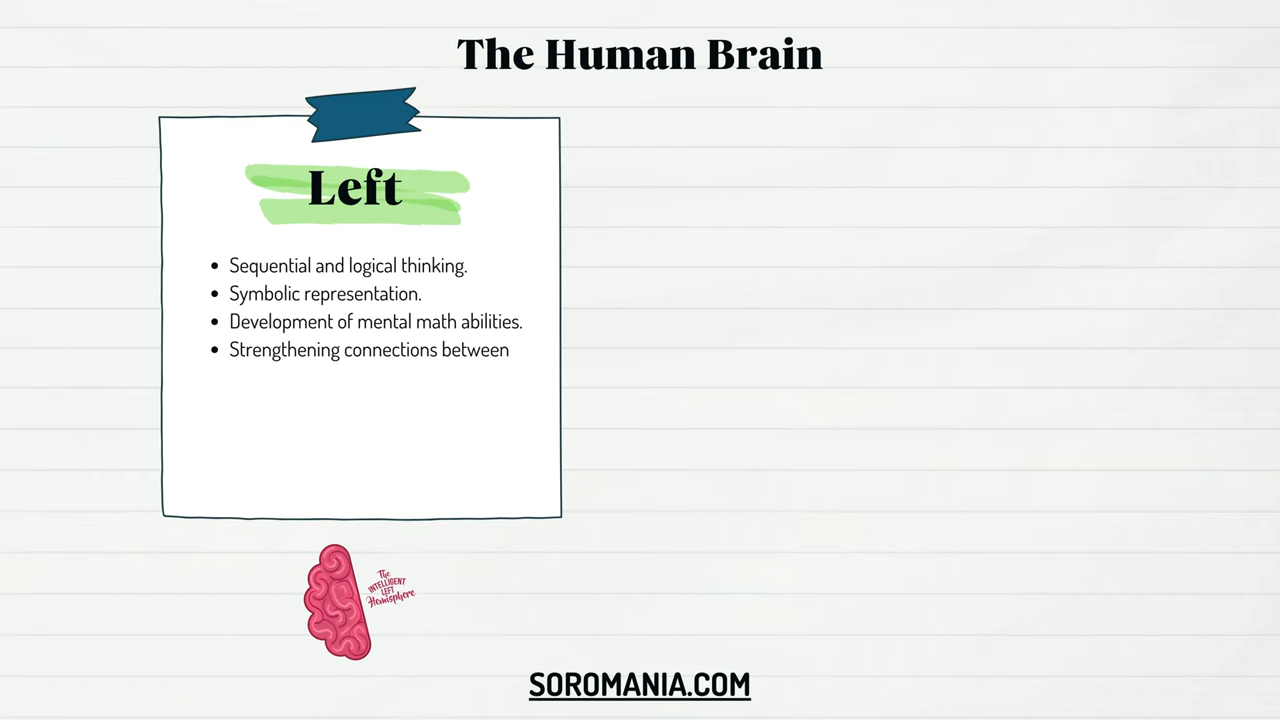 The Human Brain
Left
Sequential and logical thinking.
Symbolic representation.
Development of mental math abilities.
Strengthening connections between
The
INTELLIGENT
LEFT
Hemisphere
SOROMANIA.COM